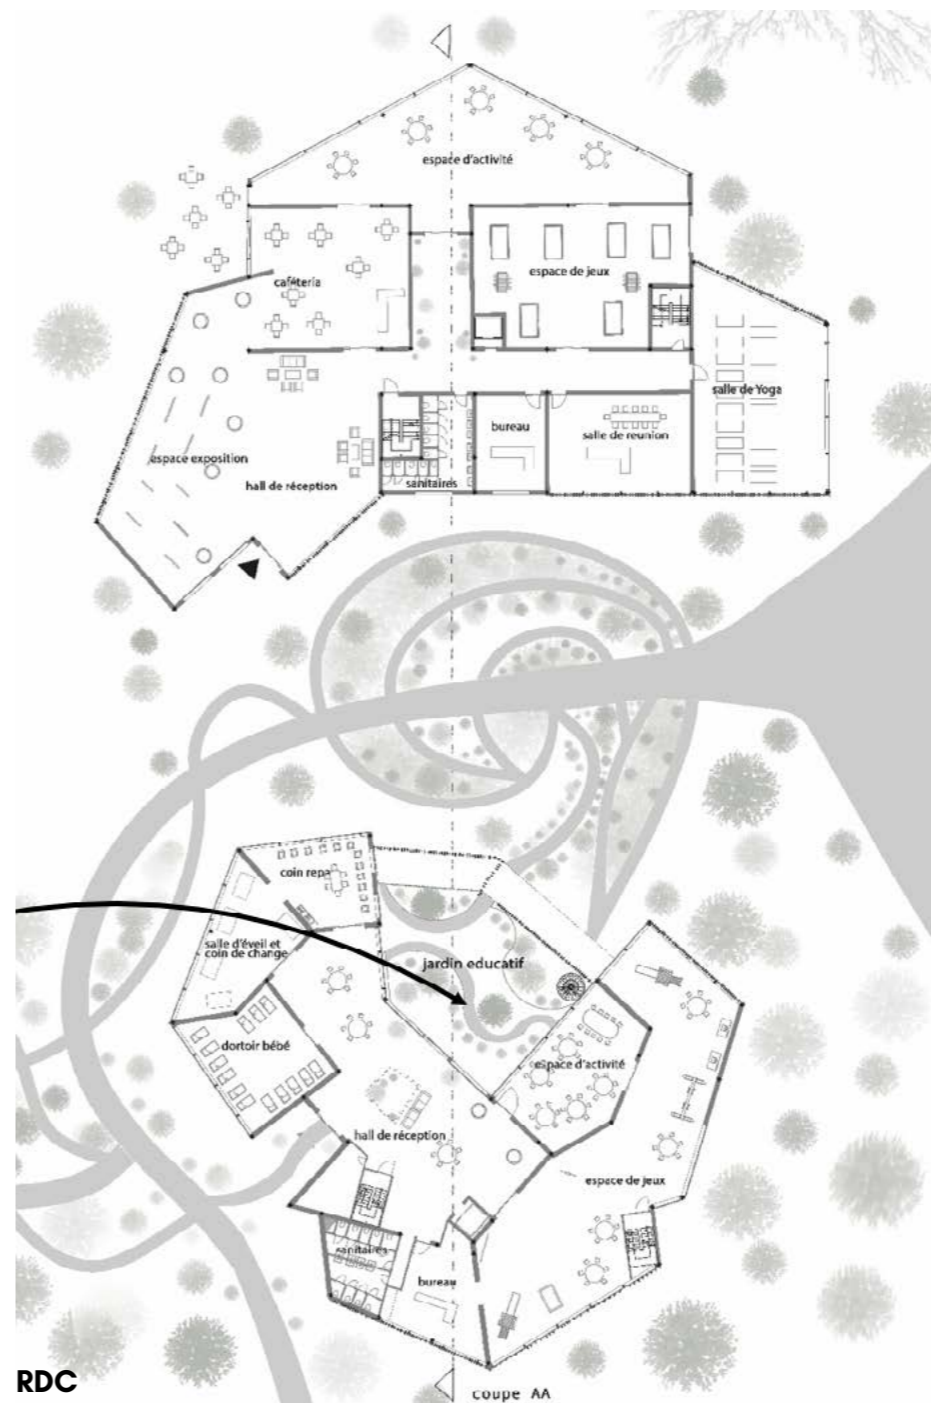 espace d'activité
espace de jeux
caféteria
salle de Yoga
bureau
salle de reunion
espace exposition
hall de réception
sanitaires
coin repa
salle d'éveil et
coin de change
jardin educatif
dortoir bébé
espace d'activité
hall de réception
espace de jeux
sanitaires
bureau
RDC
coupe AA